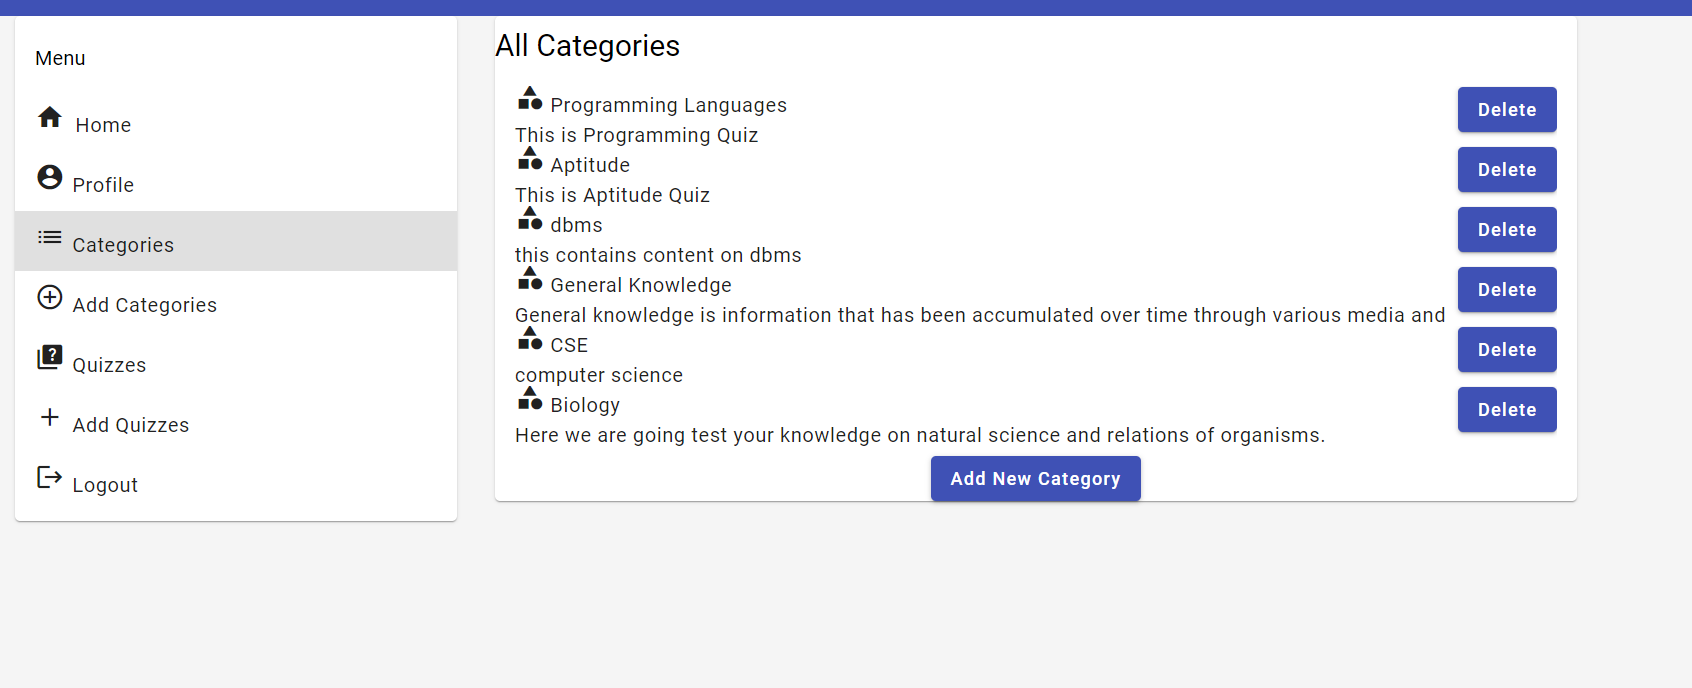 Menu
Home
Profile
Categories
Add Categories
Quizzes
Add Quizzes
Logout
All Categories
Programming Languages
Delete
This is Programming Quiz
Aptitude
Delete
This is Aptitude Quiz
dbms
Delete
this contains content on dbms
General Knowledge
Delete
General knowledge is information that has been accumulated over time through various media and
CSE
Delete
computer science
Biology
Delete
Here we are going test your knowledge on natural science and relations of organisms.
Add New Category